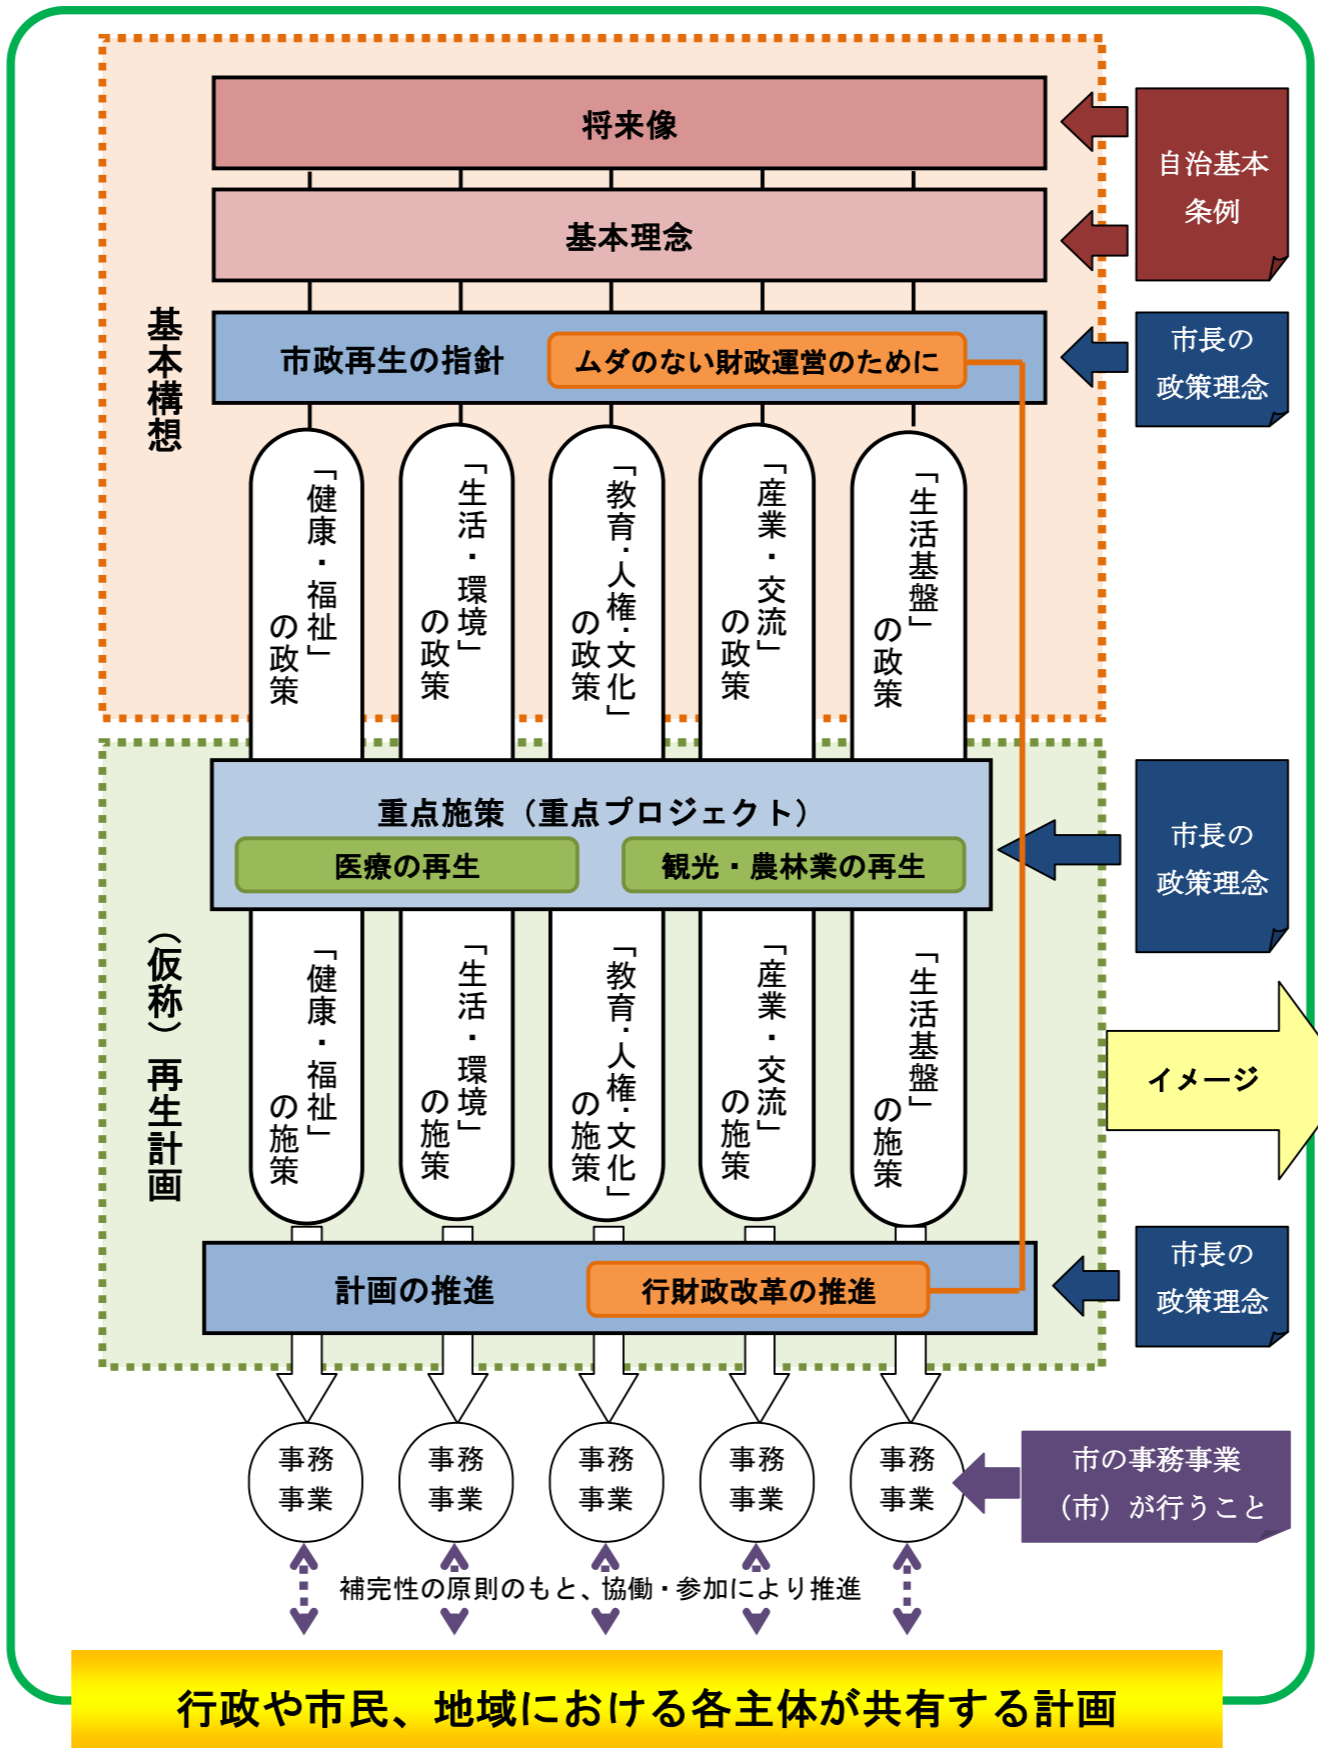 将来像
自治基本
条例
基本理念
基本構想
市政再生の指針
ムダのない財政運営のために
市長の
政策理念
「健康・福祉」
の政策
「生活・環境」
の政策
「教育・人権・文化」
の政策
「産業・交流」
の政策
「生活基盤」
の政策
重点施策（重点プロジェクト）
医療の再生
観光・農林業の再生
市長の
政策理念
（仮称）再生計画
「健康・福祉」
の施策
「生活・環境」
の施策
「教育・人権・文化」
の施策
「産業・交流」
の施策
「生活基盤」
の施策
イメージ
計画の推進
行財政改革の推進
市長の
政策理念
事務
事業
事務
事業
事務
事業
事務
事業
事務
事業
市の事務事業
（市）が行うこと
補完性の原則のもと、協働・参加により推進
行政や市民、地域における各主体が共有する計画